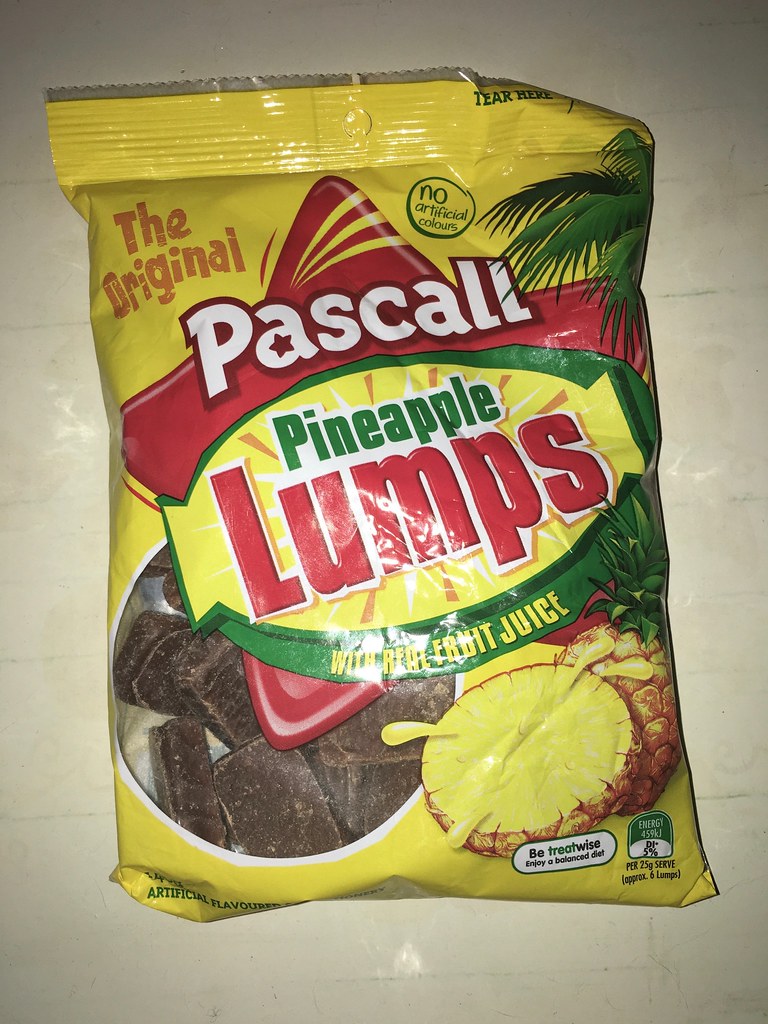 TEAR HERE
The
Original
no
artificial
colours
Pascall
Pineapple
Lumps
WITH REAL FRUIT JUICE
Be treatwise
Enjoy a balanced diet
ENERGY
459kJ
DI*
5%
PER 25g SERVE
(approx. 6 Lumps)
ARTIFICIAL FLAVOURED